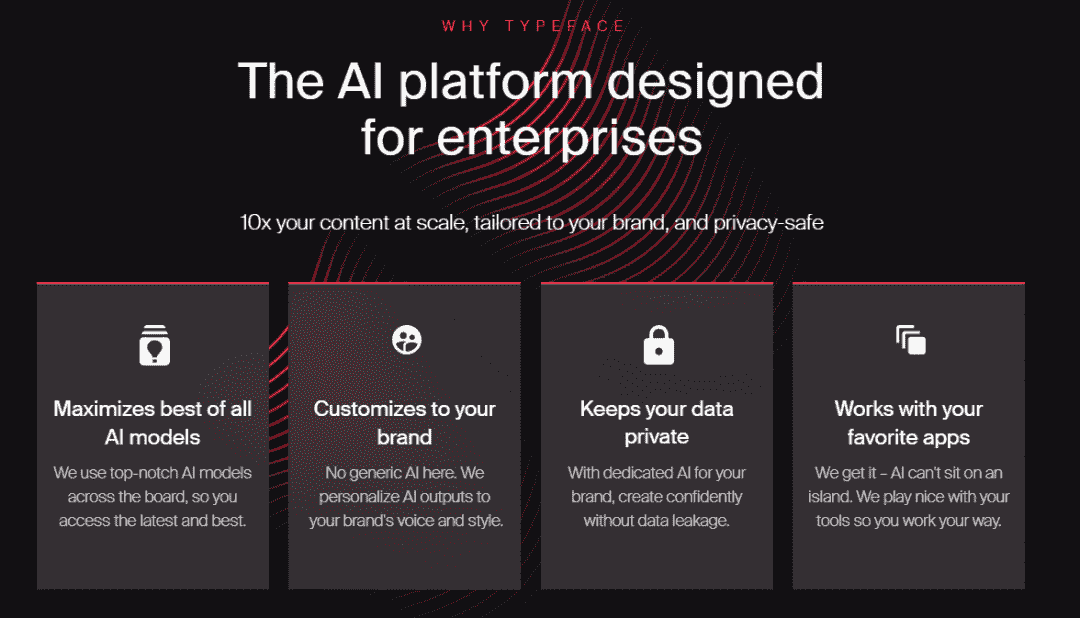 WHY TYPEFACE
The AI platform designed
for enterprises
10x your content at scale, tailored to your brand, and privacy-safe
Maximizes best of all
AI models
We use top-notch AI models
across the board, so you
access the latest and best.
Customizes to your
brand
No generic AI here. We
personalize AI outputs to
your brand's voice and style.
Keeps your data
private
With dedicated AI for your
brand, create confidently
without data leakage.
Works with your
favorite apps
We get it – AI can't sit on an
island. We play nice with your
tools so you work your way.